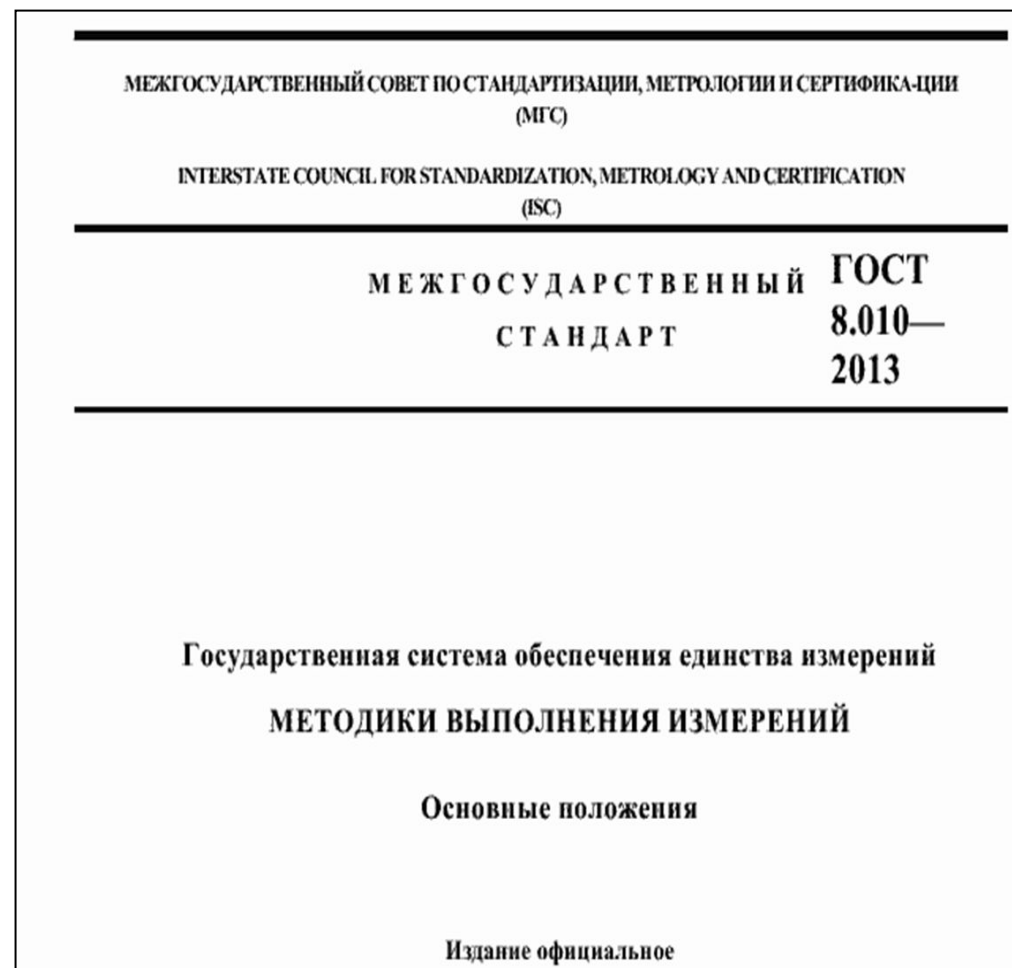 МЕЖГОСУДАРСТВЕННЫЙ СОВЕТ ПО СТАНДАРТИЗАЦИИ, МЕТРОЛОГИИ И СЕРТИФИКА-ЦИИ
(МГС)
INTERSTATE COUNCIL FOR STANDARDIZATION, METROLOGY AND CERTIFICATION
(ISC)
МЕЖГОСУДАРСТВЕННЫЙ
СТАНДАРТ
ГОСТ
8.010—
2013
Государственная система обеспечения единства измерений
МЕТОДИКИ ВЫПОЛНЕНИЯ ИЗМЕРЕНИЙ
Основные положения
Издание официальное